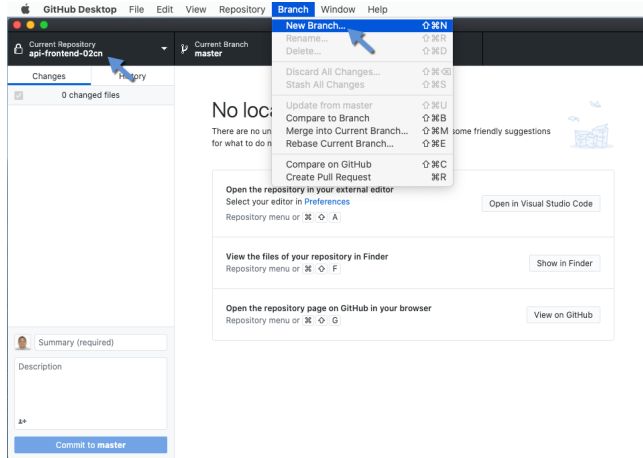 GitHub Desktop File Edit View Repository Branch Window Help
Current Repository
api-frontend-02cn
Current Branch
master
New Branch... ⇧⌘N
Rename... ⇧⌘R
Delete... ⇧⌘D
Discard All Changes... ⇧⌘⌫
Stash All Changes ⇧⌘S
Update from master ⇧⌘U
Compare to Branch ⇧⌘B
Merge into Current Branch... ⇧⌘M
Rebase Current Branch... ⇧⌘E
Compare on GitHub ⇧⌘C
Create Pull Request ⌘R
Changes History
0 changed files
No loc
There are no un some friendly suggestions
for what to do n
Open the repository in your external editor
Select your editor in Preferences
Repository menu or ⌘ ⇧ A
Open in Visual Studio Code
View the files of your repository in Finder
Repository menu or ⌘ ⇧ F
Show in Finder
Open the repository page on GitHub in your browser
Repository menu or ⌘ ⇧ G
View on GitHub
Summary (required)
Description
Commit to master